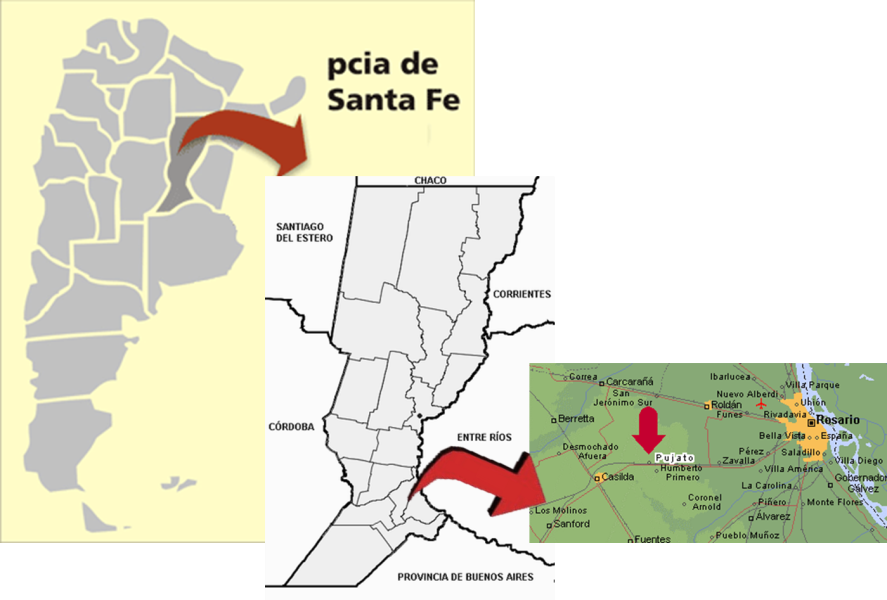 pcia de
Santa Fe
CHACO
SANTIAGO
DEL ESTERO
CORRIENTES
CÓRDOBA
ENTRE RÍOS
PROVINCIA DE BUENOS AIRES
Correa
Carcarañá
San
Jerónimo Sur
Ibarlucea
Villa Parque
Nuevo Alberdi
Unión
Roldán
Funes
Rivadavia
Rosario
Berretta
Bella Vista
España
Desmochado
Afuera
Pujato
Pérez
Zavalla
Saladillo
Villa Diego
Humberto
Primero
Villa América
Casilda
Gobernador
Gálvez
La Carolina
Coronel
Arnold
Piñero
Monte Flores
Los Molinos
Sanford
Álvarez
Fuentes
Pueblo Muñoz